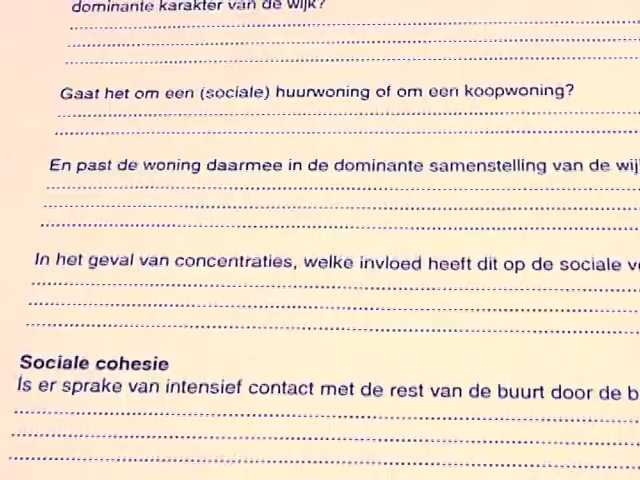 dominante karakter van de wijk?
Gaat het om een (sociale) huurwoning of om een koopwoning?
En past de woning daarmee in de dominante samenstelling van de wij
In het geval van concentraties, welke invloed heeft dit op de sociale
Sociale cohesie
Is er sprake van intensief contact met de rest van de buurt door de